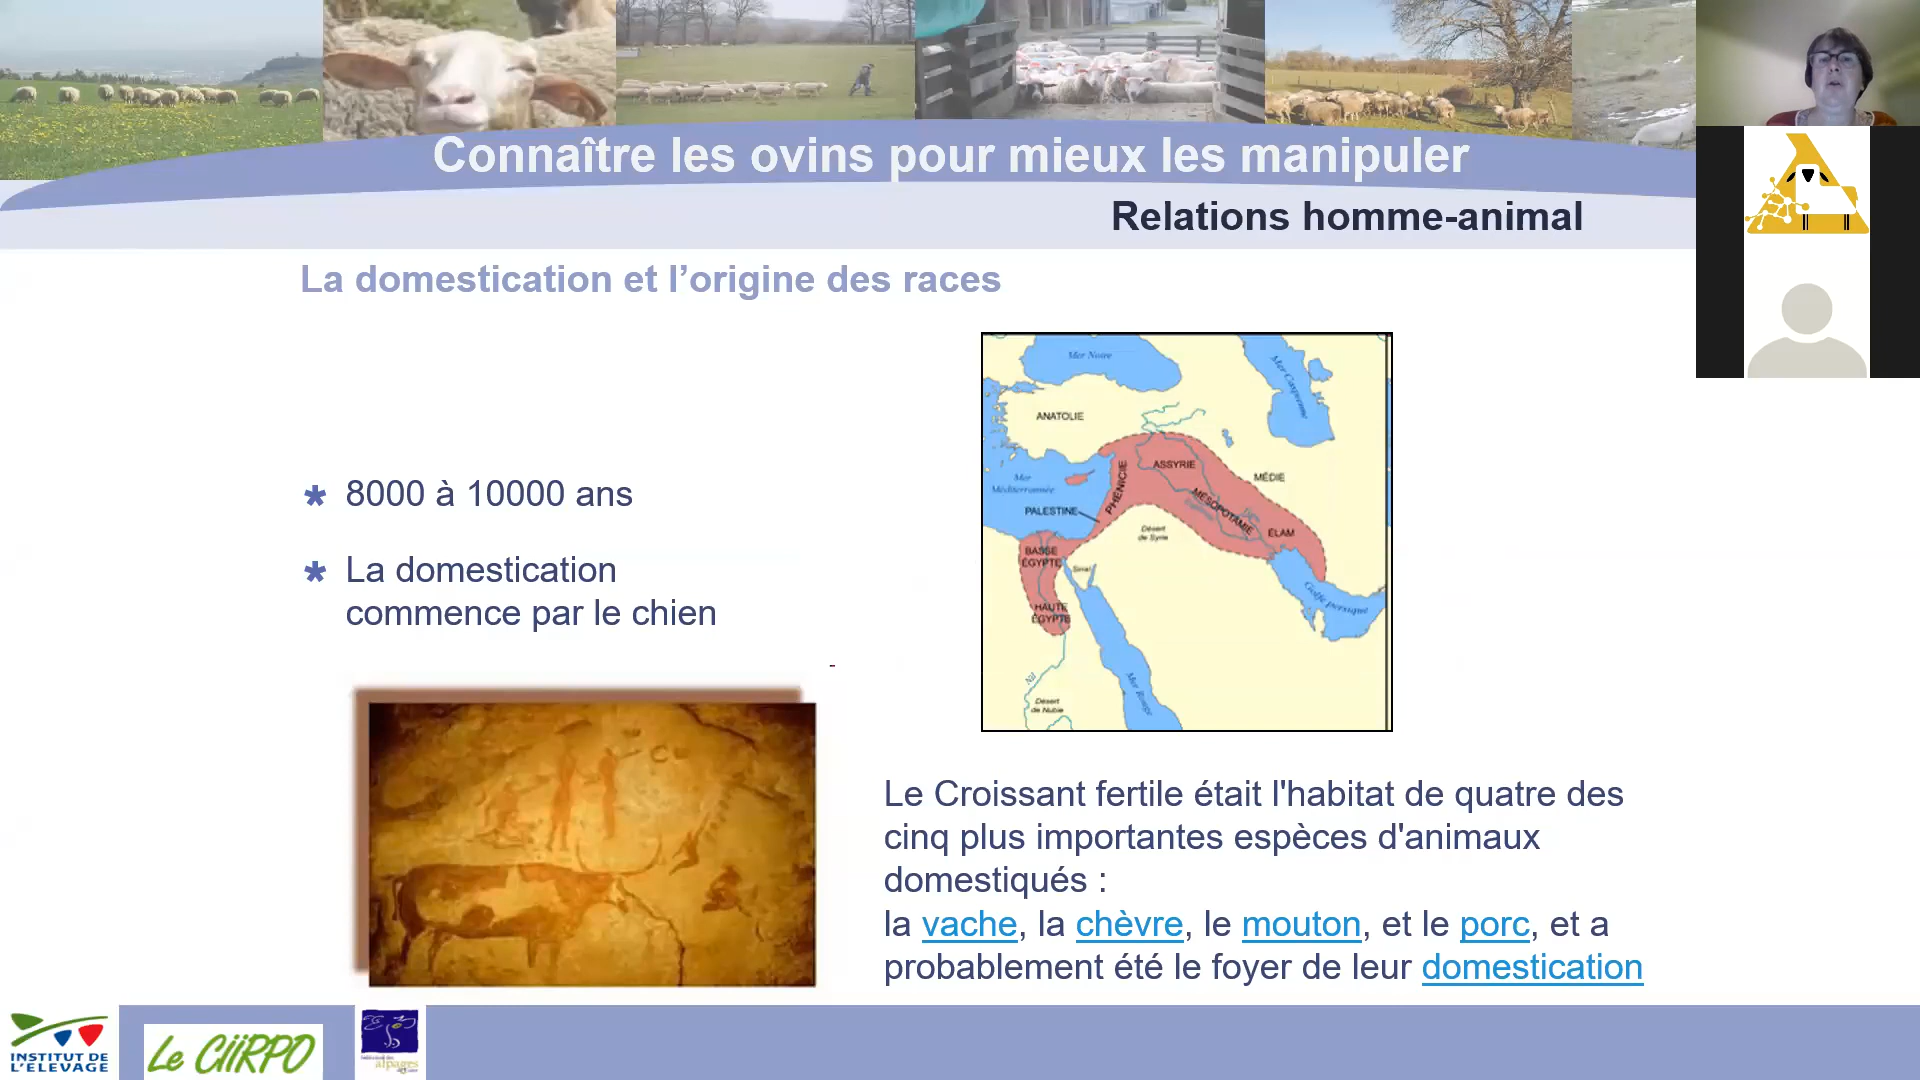 Connaître les ovins pour mieux les manipuler
Relations homme-animal
La domestication et l’origine des races
8000 à 10000 ans
La domestication
commence par le chien
Mer Noire
Mer Caspienne
ANATOLIE
ASSYRIE
MÉDIE
Mer
Méditerranée
PHÉNICIE
MÉSOPOTAMIE
PALESTINE
Désert
de Syrie
ÉLAM
BASSE
ÉGYPTE
Sinaï
HAUTE
ÉGYPTE
Golfe persique
Nil
Mer Rouge
Désert
de Nubie
Le Croissant fertile était l'habitat de quatre des
cinq plus importantes espèces d'animaux
domestiqués :
la vache, la chèvre, le mouton, et le porc, et a
probablement été le foyer de leur domestication
INSTITUT DE
L'ELEVAGE
Le CIIRPO
alpages